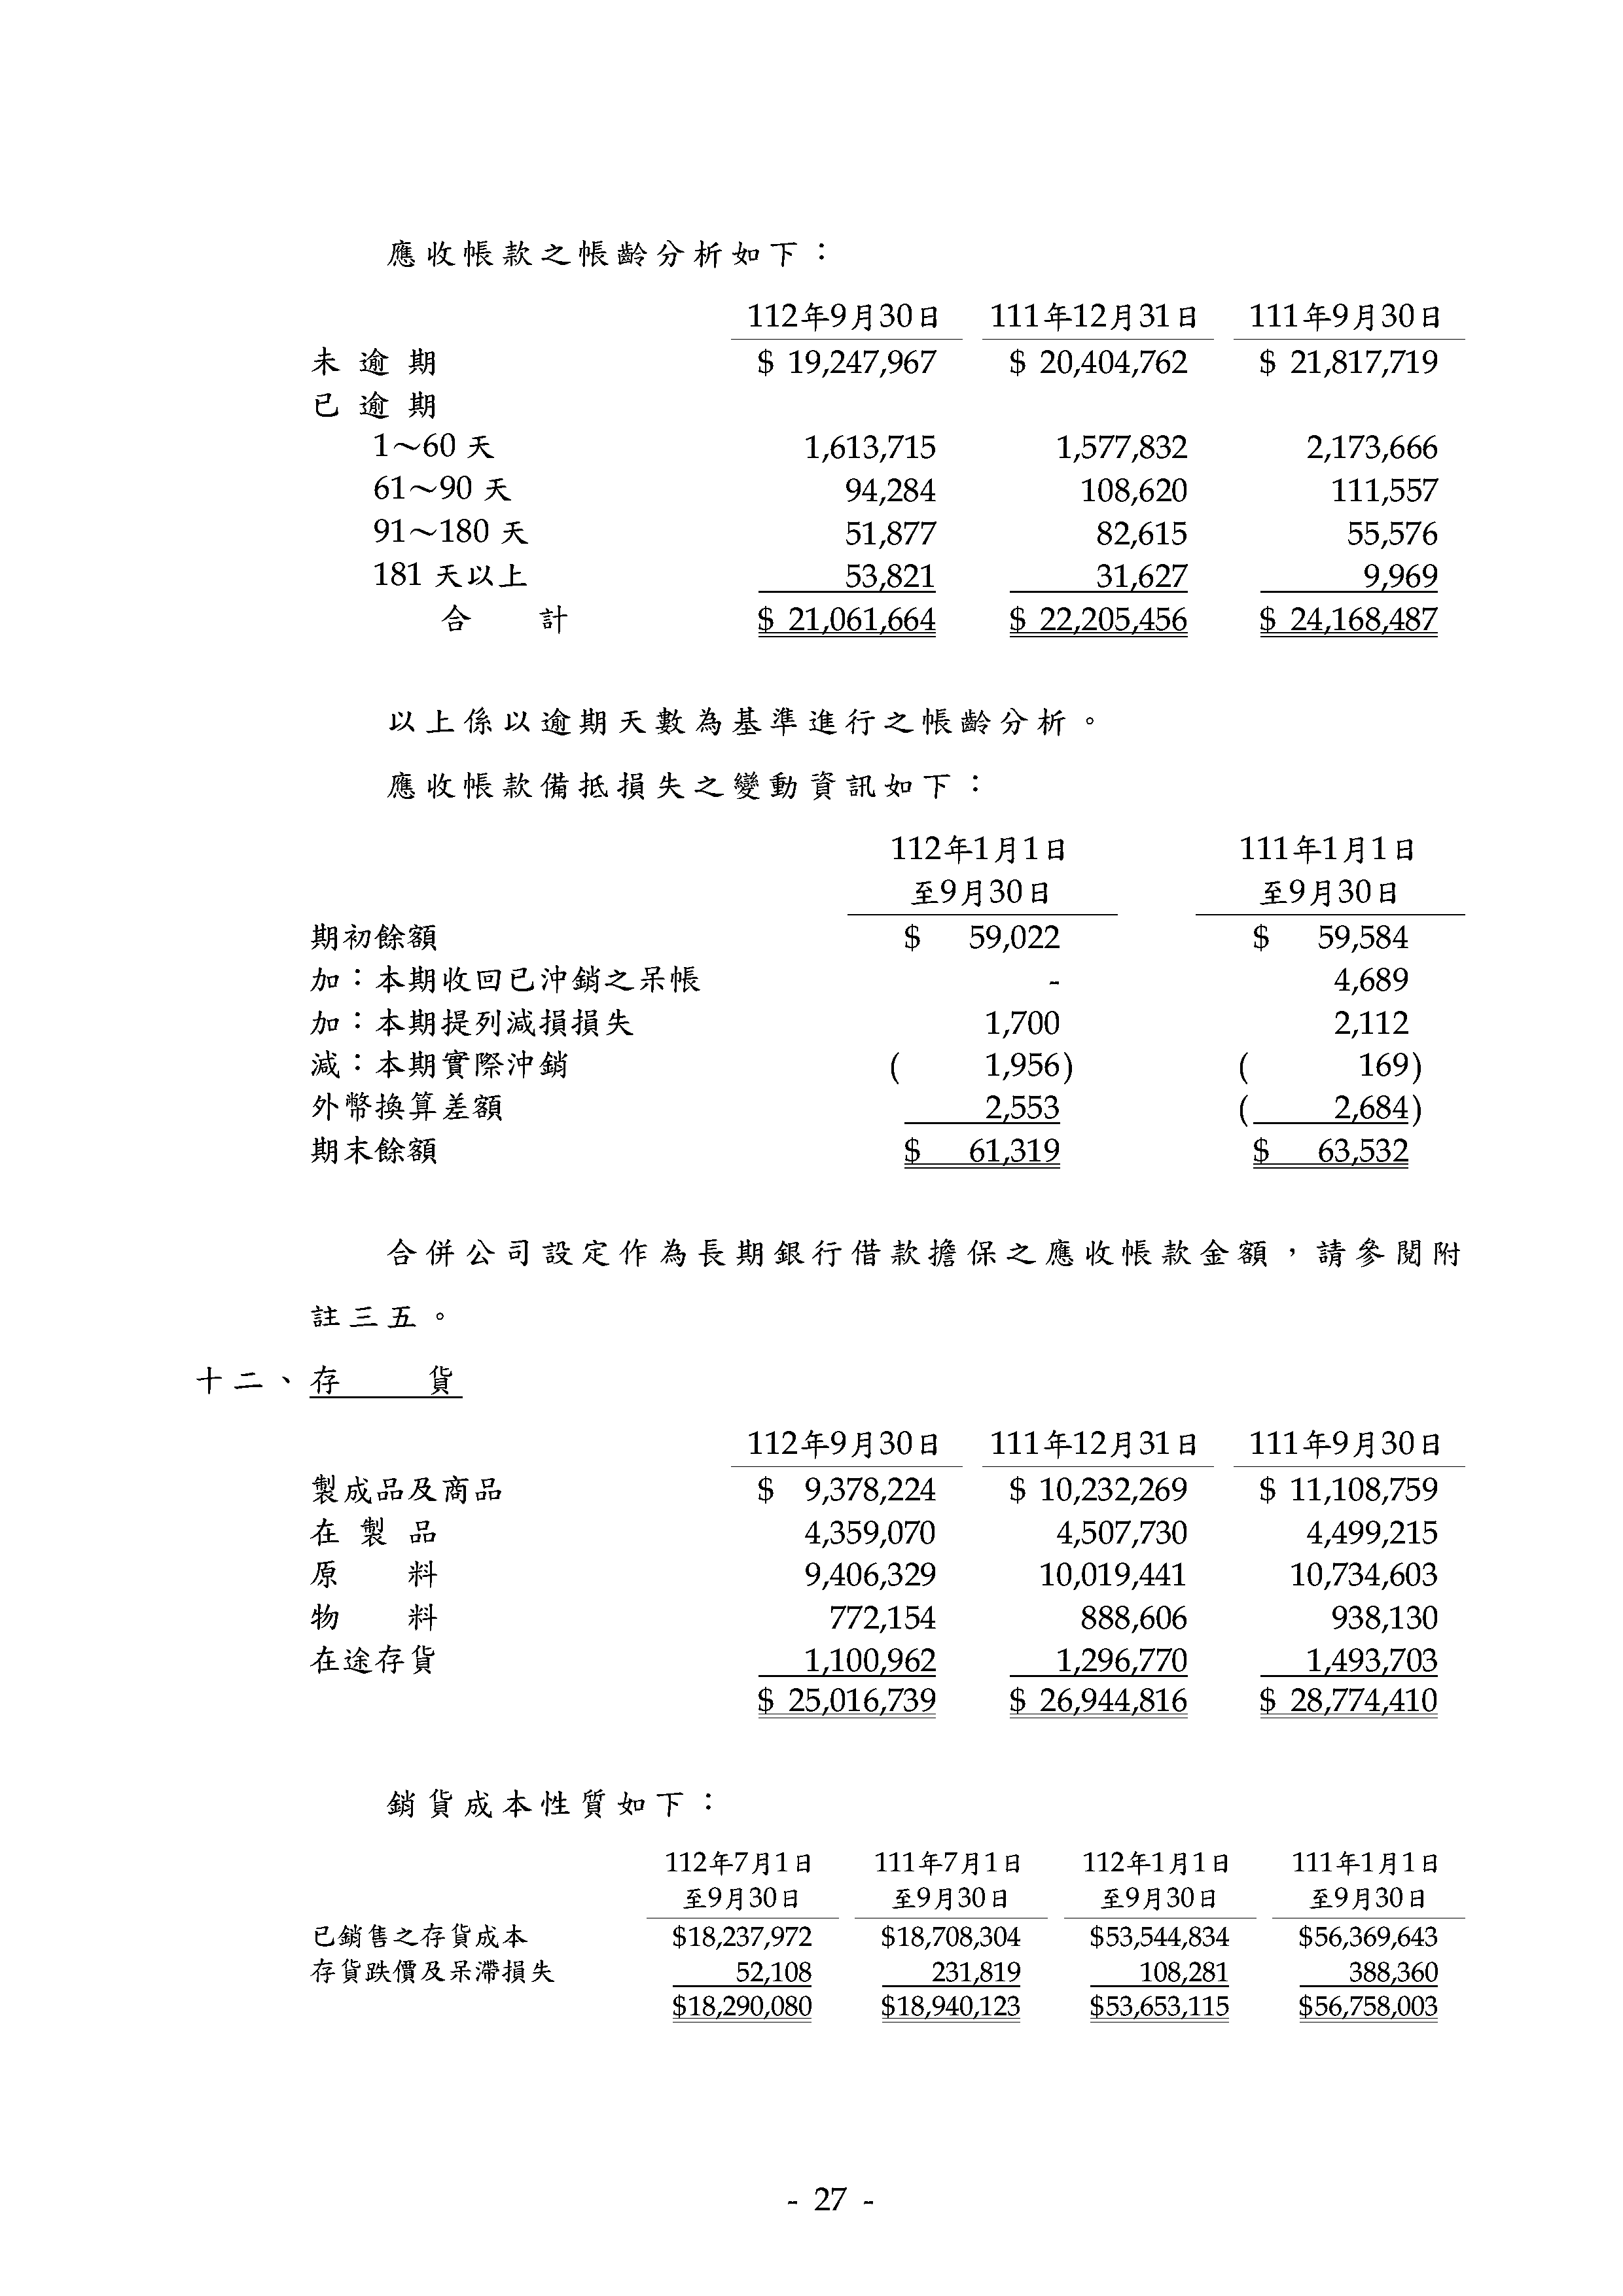 應收帳款之帳齡分析如下：
112年9月30日 111年12月31日 111年9月30日
未逾期 $ 19,247,967 $ 20,404,762 $ 21,817,719
已逾期
1～60 天 1,613,715 1,577,832 2,173,666
61～90 天 94,284 108,620 111,557
91～180 天 51,877 82,615 55,576
181 天以上 53,821 31,627 9,969
合 計 $ 21,061,664 $ 22,205,456 $ 24,168,487
以上係以逾期天數為基準進行之帳齡分析。
應收帳款備抵損失之變動資訊如下：
112年1月1日 111年1月1日
至9月30日 至9月30日
期初餘額 $ 59,022 $ 59,584
加：本期收回已沖銷之呆帳 - 4,689
加：本期提列減損損失 1,700 2,112
減：本期實際沖銷 ( 1,956) ( 169)
外幣換算差額 2,553 ( 2,684)
期末餘額 $ 61,319 $ 63,532
合併公司設定作為長期銀行借款擔保之應收帳款金額，請參閱附
註三五。
十二、存 貨
112年9月30日 111年12月31日 111年9月30日
製成品及商品 $ 9,378,224 $ 10,232,269 $ 11,108,759
在製品 4,359,070 4,507,730 4,499,215
原 料 9,406,329 10,019,441 10,734,603
物 料 772,154 888,606 938,130
在途存貨 1,100,962 1,296,770 1,493,703
$ 25,016,739 $ 26,944,816 $ 28,774,410
銷貨成本性質如下：
112年7月1日 111年7月1日 112年1月1日 111年1月1日
至9月30日 至9月30日 至9月30日 至9月30日
已銷售之存貨成本 $18,237,972 $18,708,304 $53,544,834 $56,369,643
存貨跌價及呆滯損失 52,108 231,819 108,281 388,360
$18,290,080 $18,940,123 $53,653,115 $56,758,003
- 27 -